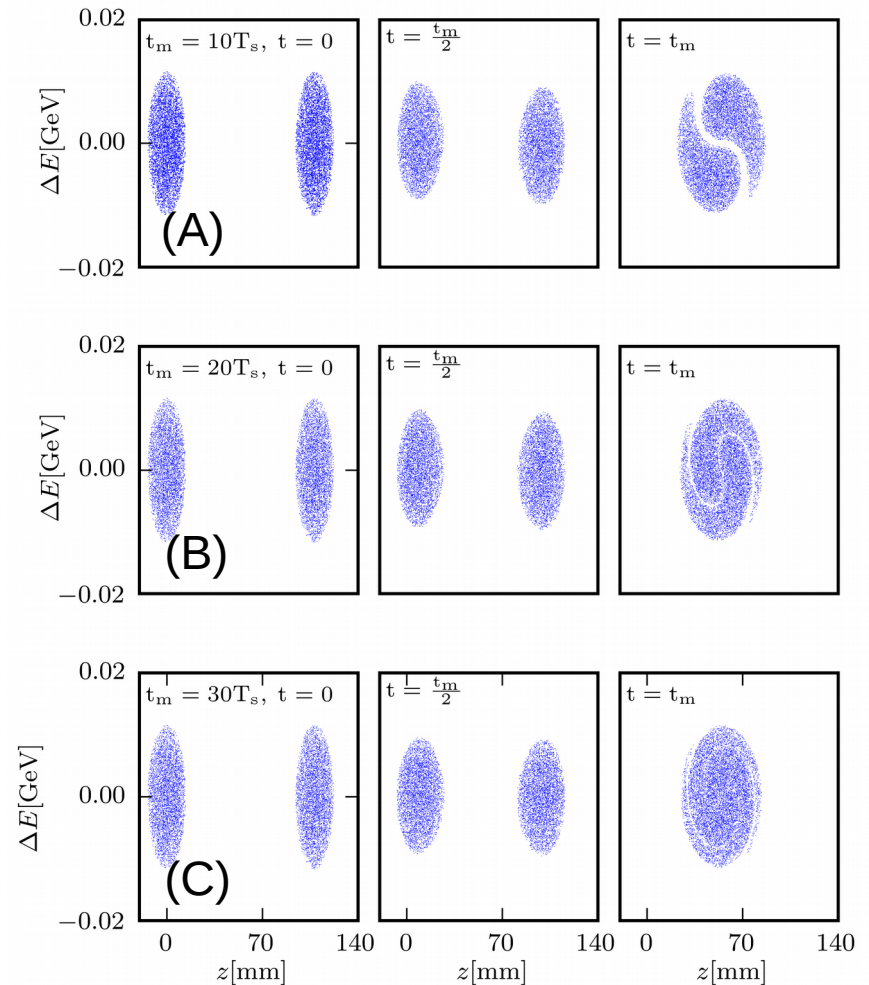 0.02
t_m = 10T_s, t = 0
t = t_m/2
t = t_m
ΔE[GeV]
0.00
(A)
−0.02
0.02
t_m = 20T_s, t = 0
t = t_m/2
t = t_m
ΔE[GeV]
0.00
(B)
−0.02
0.02
t_m = 30T_s, t = 0
t = t_m/2
t = t_m
ΔE[GeV]
0.00
(C)
−0.02
0 70 140 0 70 140 0 70 140
z[mm] z[mm] z[mm]